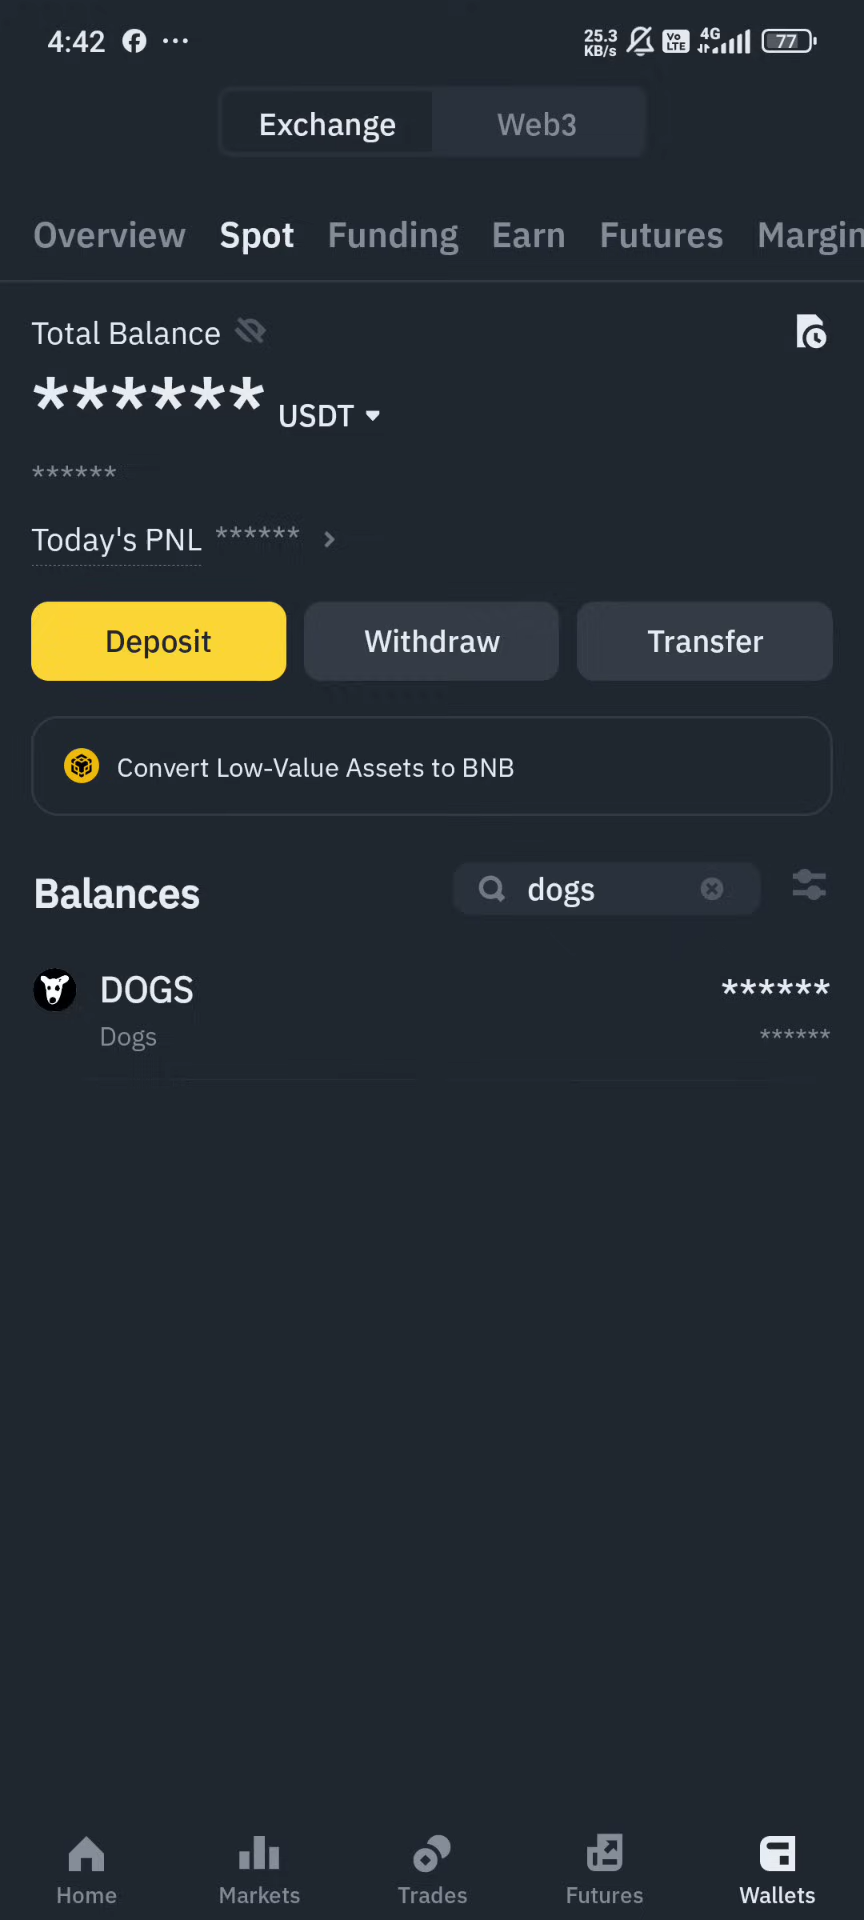 4:42 ...
25.3 KB/s Vo LTE 4G 77
Exchange Web3
Overview Spot Funding Earn Futures Margin
Total Balance
****** USDT
******
Today's PNL ******
Deposit Withdraw Transfer
Convert Low-Value Assets to BNB
Balances dogs
DOGS ******
Dogs ******
Home Markets Trades Futures Wallets